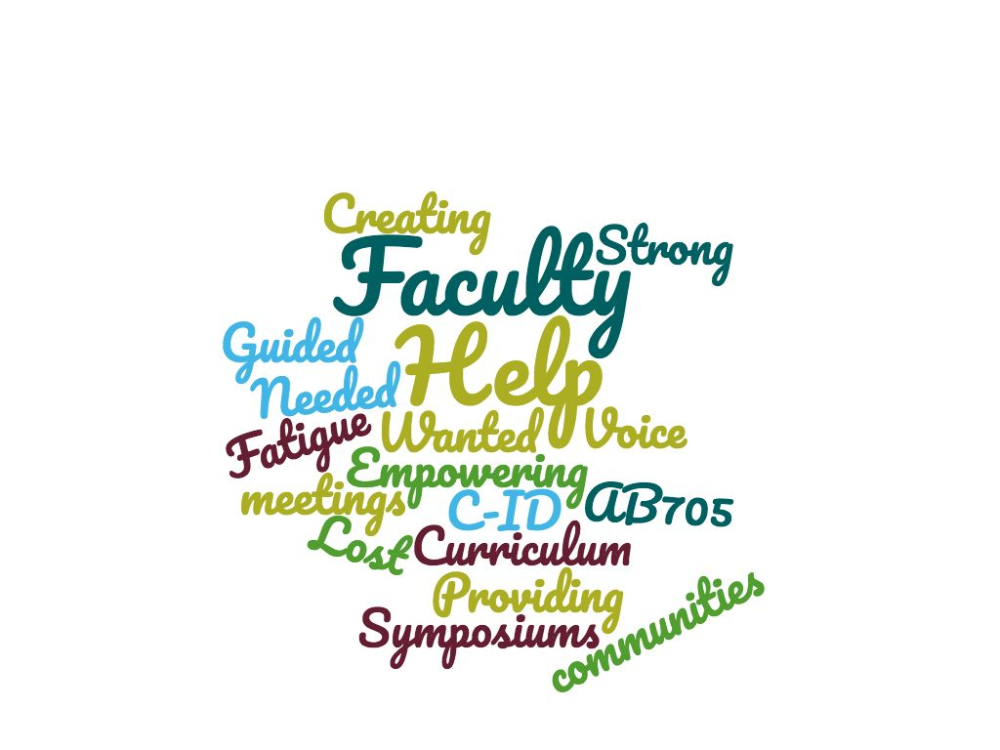 Creating
Strong
Faculty
Guided
Help
Needed
Fatigue
Wanted
Voice
Empowering
meetings
C-ID
AB705
Lost
Curriculum
Providing
Symposiums
communities